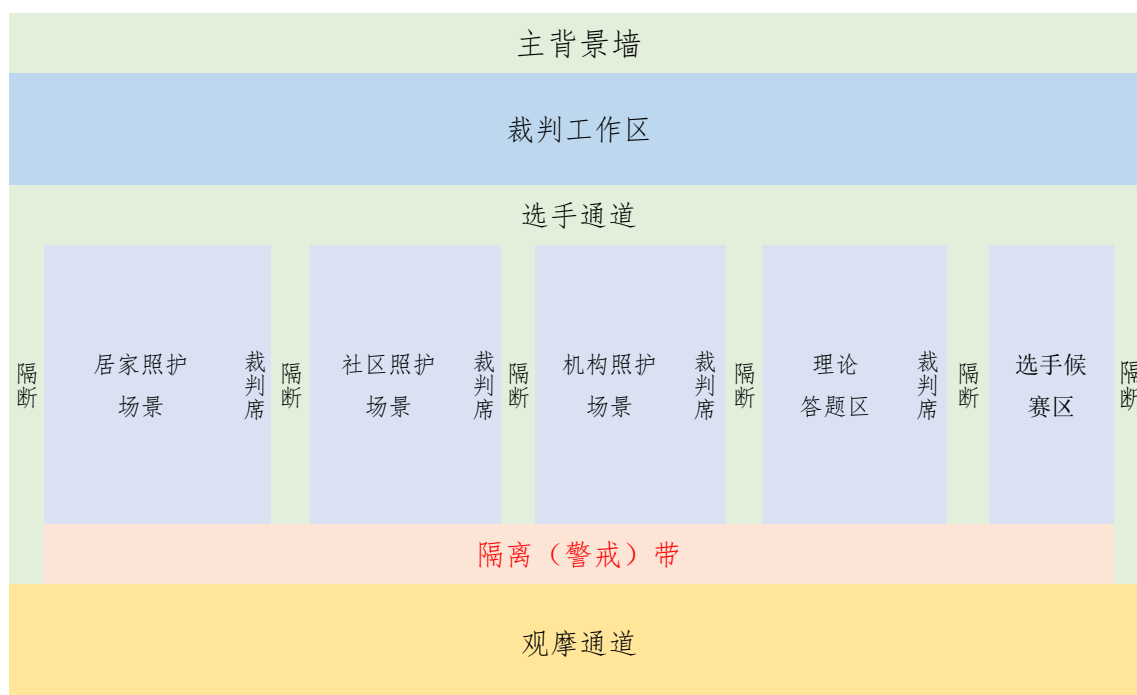 主背景墙
裁判工作区
选手通道
隔断
居家照护
场景
裁判席
隔断
社区照护
场景
裁判席
隔断
机构照护
场景
裁判席
隔断
理论
答题区
裁判席
隔断
选手候
赛区
隔断
隔离（警戒）带
观摩通道